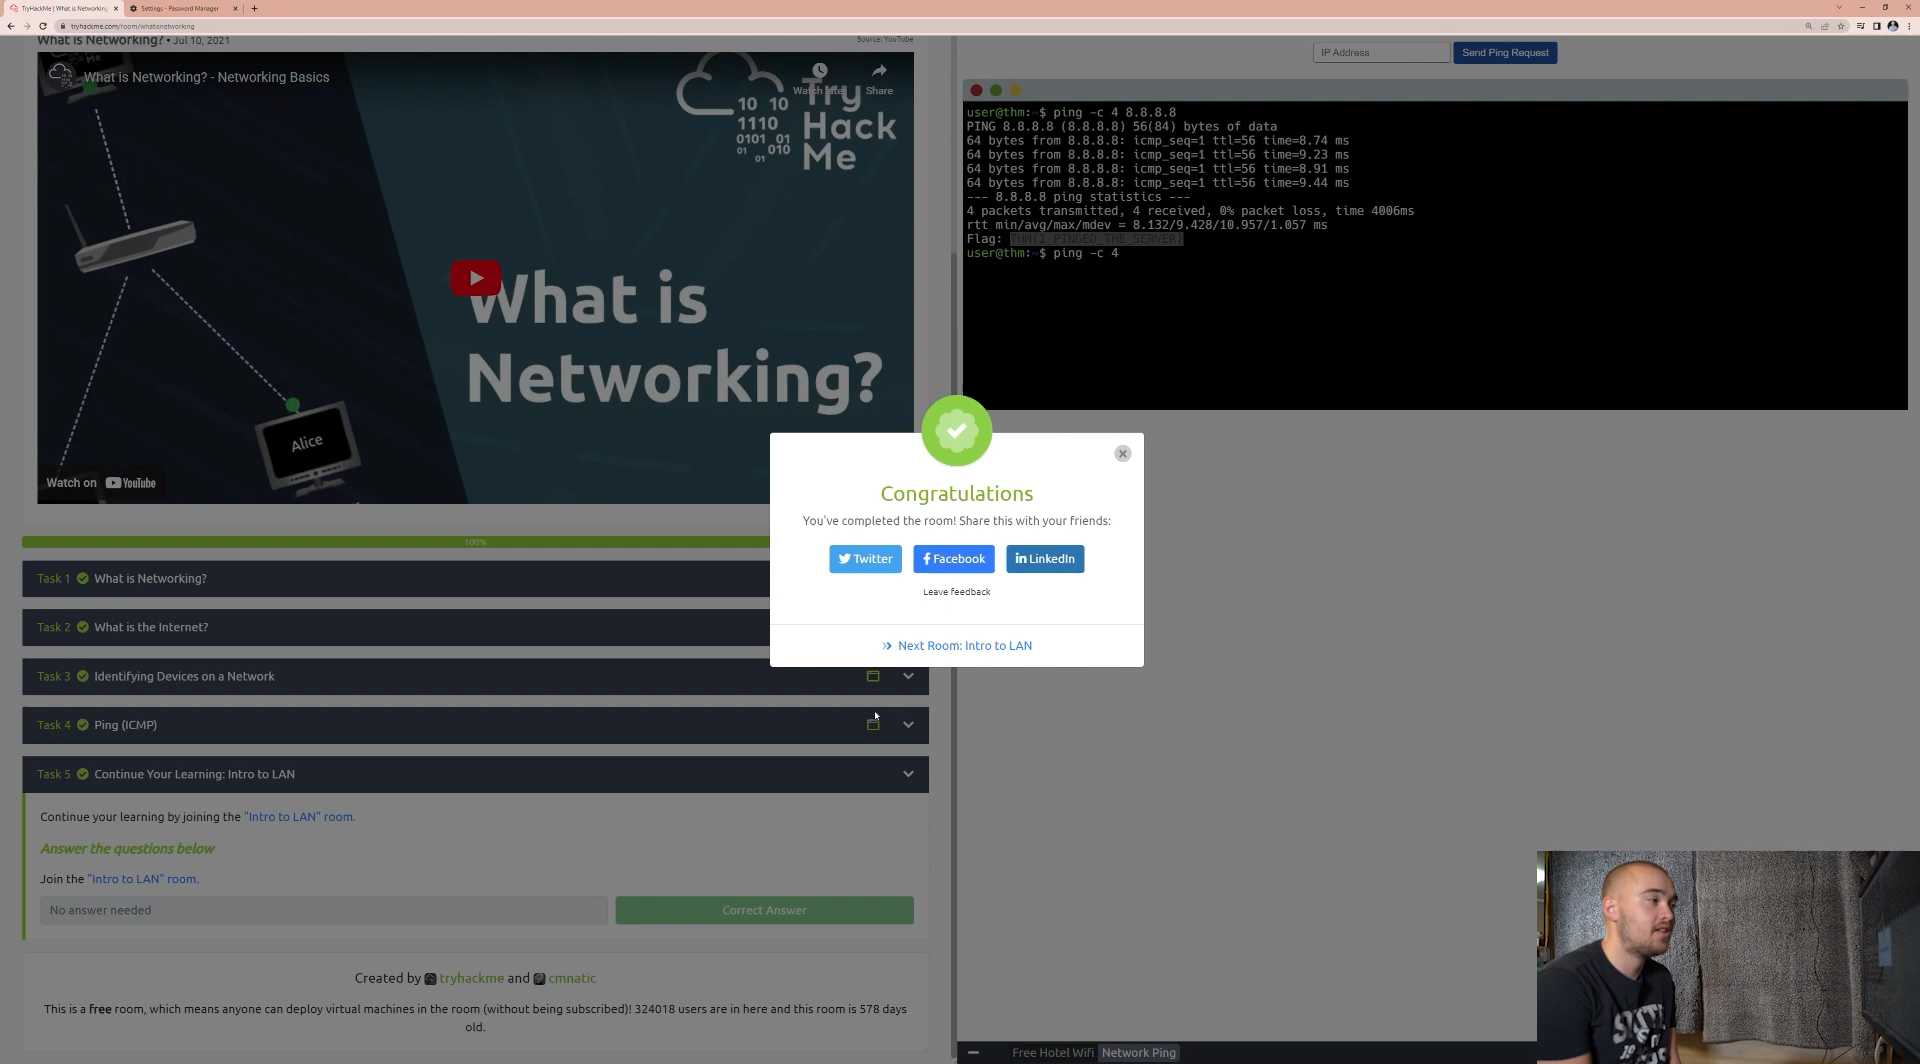 TryHackMe | What is Networking
Settings - Password Manager
tryhackme.com/room/whatisnetworking
What is Networking? • Jul 10, 2021
Source: YouTube
What is Networking? - Networking Basics
Share
10 10
1110
0101 01
01 010
01
Try
Hack
Me
What is
Networking?
Alice
Watch on YouTube
100%
Task 1 What is Networking?
Task 2 What is the Internet?
Task 3 Identifying Devices on a Network
Task 4 Ping (ICMP)
Task 5 Continue Your Learning: Intro to LAN
Continue your learning by joining the "Intro to LAN" room.
Answer the questions below
Join the "Intro to LAN" room.
No answer needed
Correct Answer
Created by tryhackme and cmnatic
This is a free room, which means anyone can deploy virtual machines in the room (without being subscribed)! 324018 users are in here and this room is 578 days
old.
Congratulations
You've completed the room! Share this with your friends:
Twitter
Facebook
LinkedIn
Leave feedback
Next Room: Intro to LAN
IP Address
Send Ping Request
user@thm:~$ ping -c 4 8.8.8.8
PING 8.8.8.8 (8.8.8.8) 56(84) bytes of data
64 bytes from 8.8.8.8: icmp_seq=1 ttl=56 time=8.74 ms
64 bytes from 8.8.8.8: icmp_seq=1 ttl=56 time=9.23 ms
64 bytes from 8.8.8.8: icmp_seq=1 ttl=56 time=8.91 ms
64 bytes from 8.8.8.8: icmp_seq=1 ttl=56 time=9.44 ms
--- 8.8.8.8 ping statistics ---
4 packets transmitted, 4 received, 0% packet loss, time 4006ms
rtt min/avg/max/mdev = 8.132/9.428/10.957/1.057 ms
Flag: THM{I_PINGED_THE_SERVER}
user@thm:~$ ping -c 4
Free Hotel Wifi
Network Ping